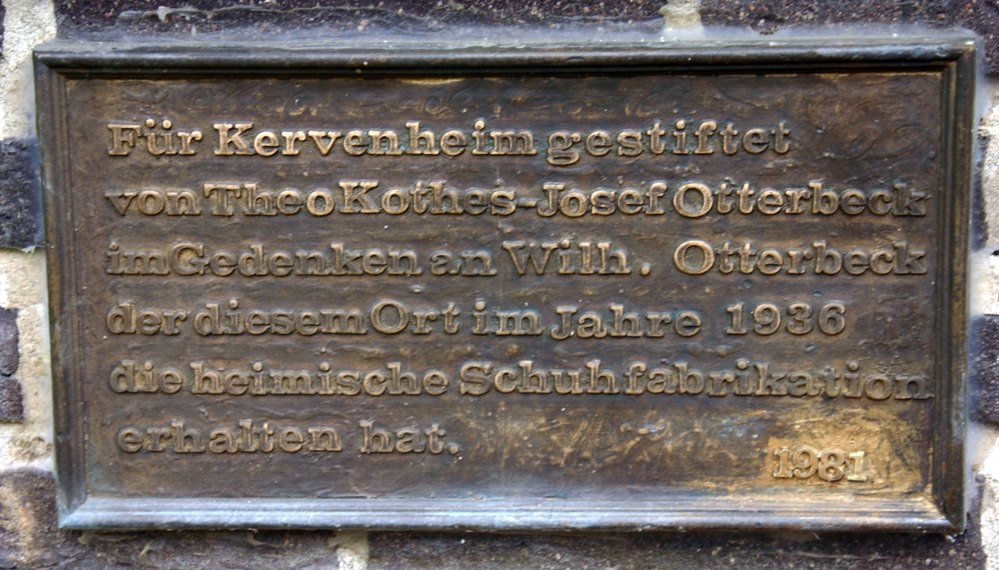 Für Kervenheim gestiftet
von Theo Kothes-Josef Otterbeck
im Gedenken an Wilh. Otterbeck
der diesem Ort im Jahre 1936
die heimische Schuhfabrikation
erhalten hat.
1981